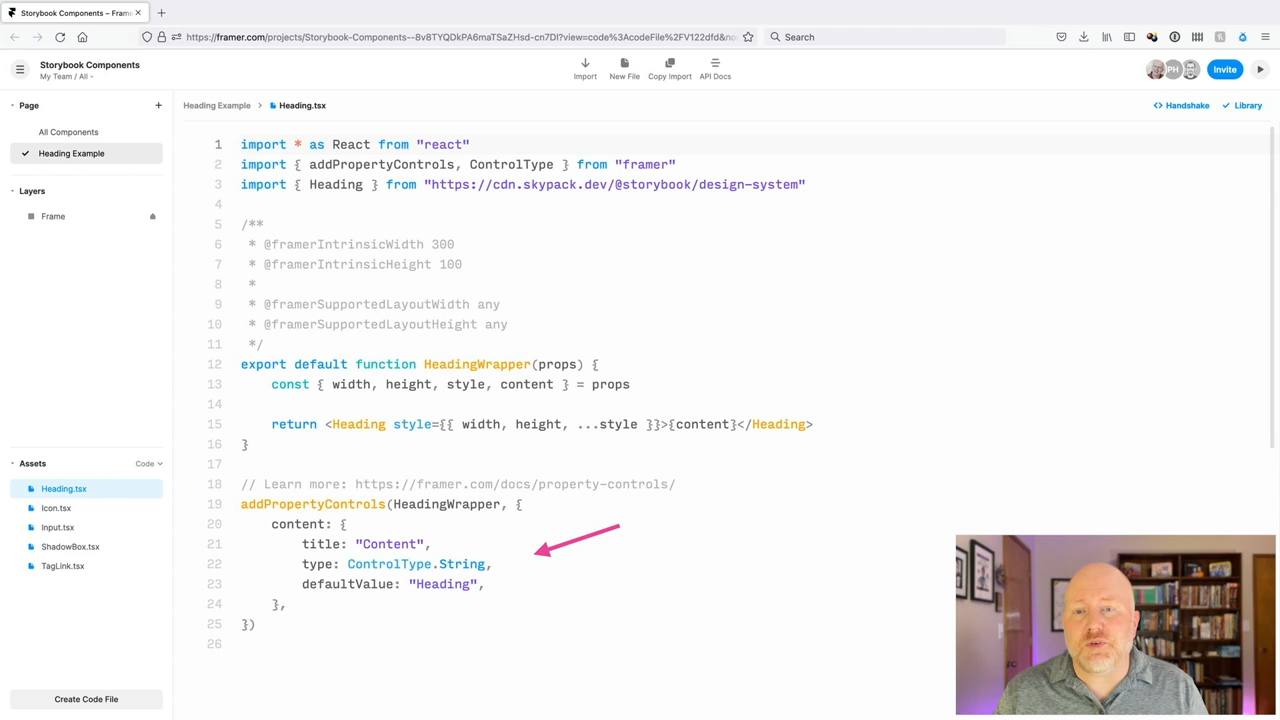 Storybook Components – Frame
https://framer.com/projects/Storybook-Components--8v8TYQDkPA6maTSaZHsd-cn7DI?view=code%3AcodeFile%2FV122dfd&no
Search
Storybook Components
My Team / All
Import
New File
Copy Import
API Docs
PH
Invite
Page
All Components
Heading Example
Layers
Frame
Heading Example > Heading.tsx
<> Handshake
Library
1 import * as React from "react"
2 import { addPropertyControls, ControlType } from "framer"
3 import { Heading } from "https://cdn.skypack.dev/@storybook/design-system"
4
5 /**
6 * @framerIntrinsicWidth 300
7 * @framerIntrinsicHeight 100
8 *
9 * @framerSupportedLayoutWidth any
10 * @framerSupportedLayoutHeight any
11 */
12 export default function HeadingWrapper(props) {
13 const { width, height, style, content } = props
14
15 return <Heading style={{ width, height, ...style }}>{content}</Heading>
16 }
17
18 // Learn more: https://framer.com/docs/property-controls/
19 addPropertyControls(HeadingWrapper, {
20 content: {
21 title: "Content",
22 type: ControlType.String,
23 defaultValue: "Heading",
24 },
25 })
26
Assets
Code
Heading.tsx
Icon.tsx
Input.tsx
ShadowBox.tsx
TagLink.tsx
Create Code File